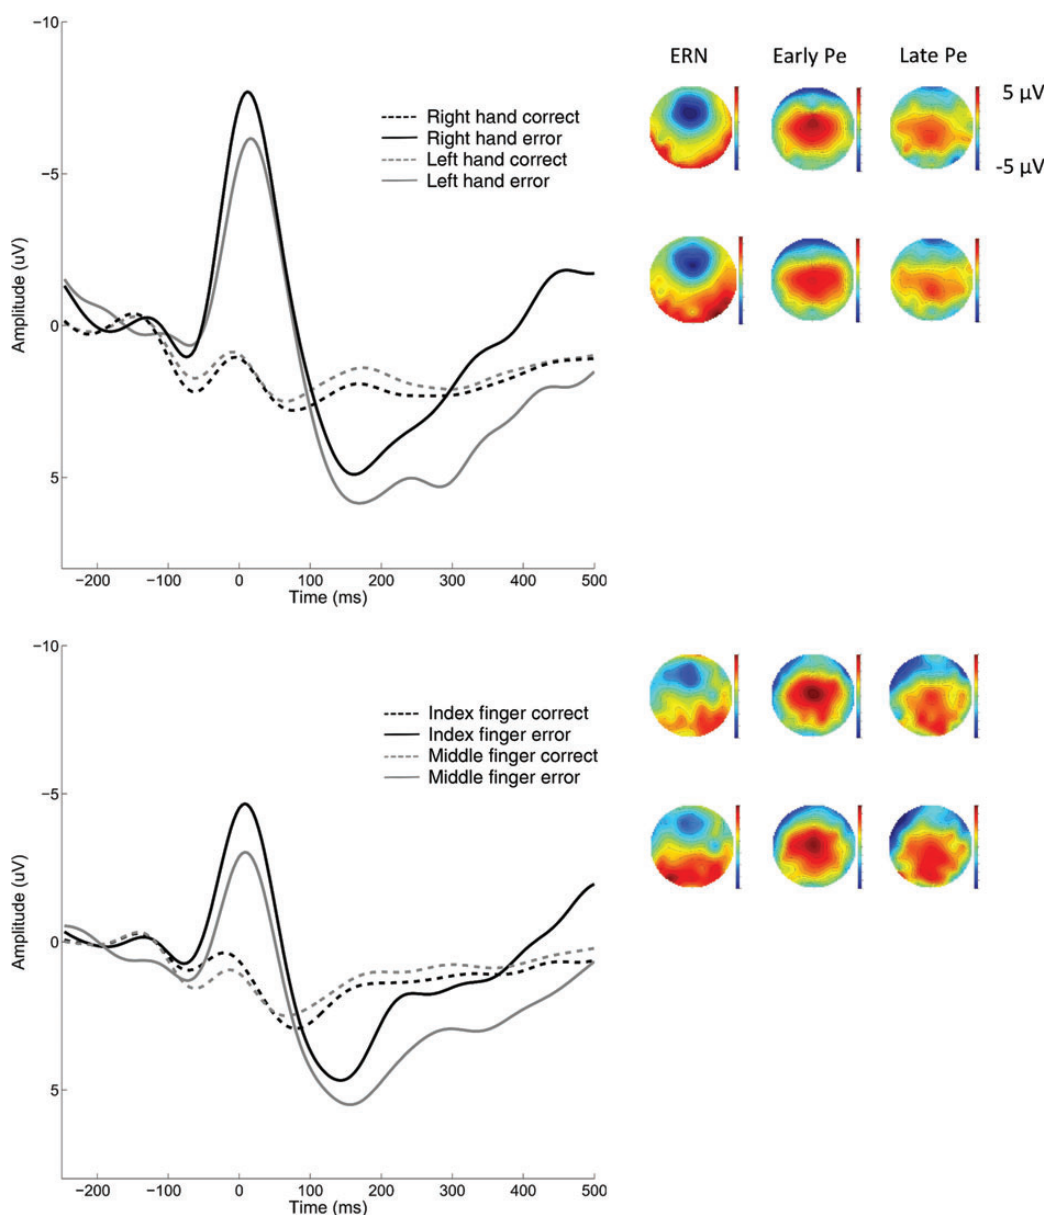 −10
−5
0
5
Amplitude (uV)
−200 −100 0 100 200 300 400 500
Time (ms)
Right hand correct
Right hand error
Left hand correct
Left hand error
ERN Early Pe Late Pe
5 µV
-5 µV
−10
−5
0
5
Amplitude (uV)
−200 −100 0 100 200 300 400 500
Time (ms)
Index finger correct
Index finger error
Middle finger correct
Middle finger error